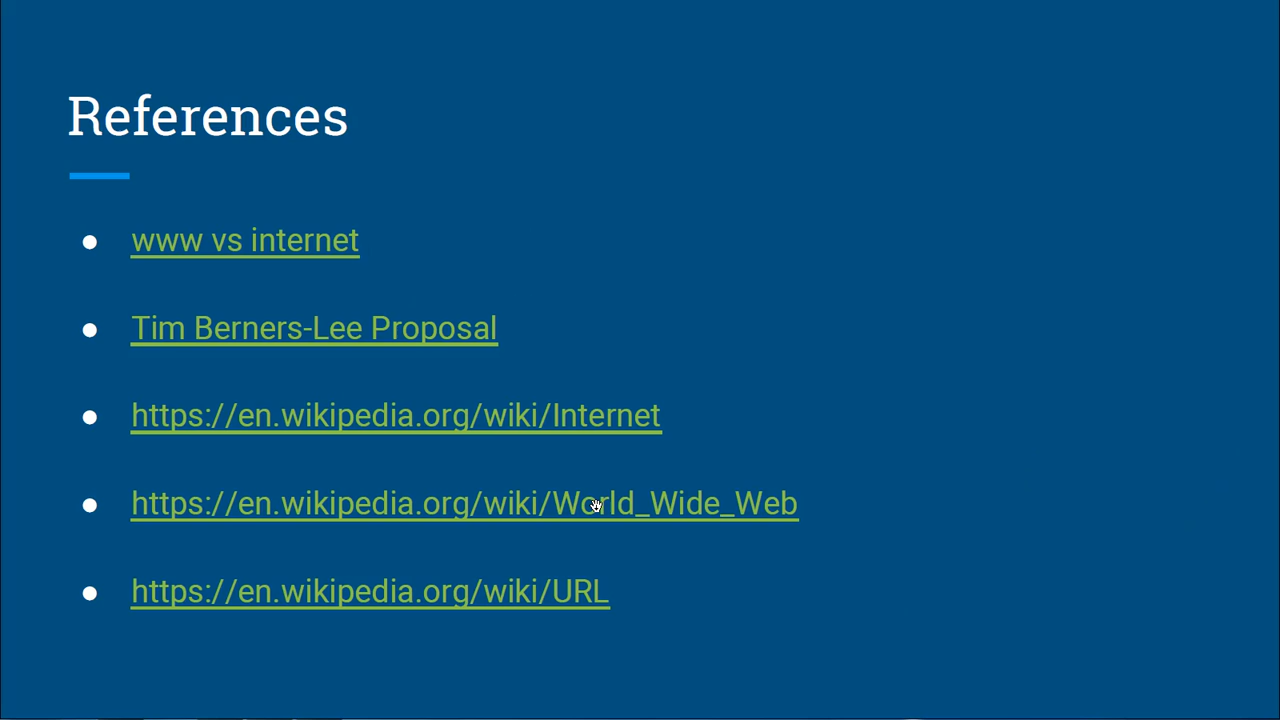 References
www vs internet
Tim Berners-Lee Proposal
https://en.wikipedia.org/wiki/Internet
https://en.wikipedia.org/wiki/World_Wide_Web
https://en.wikipedia.org/wiki/URL